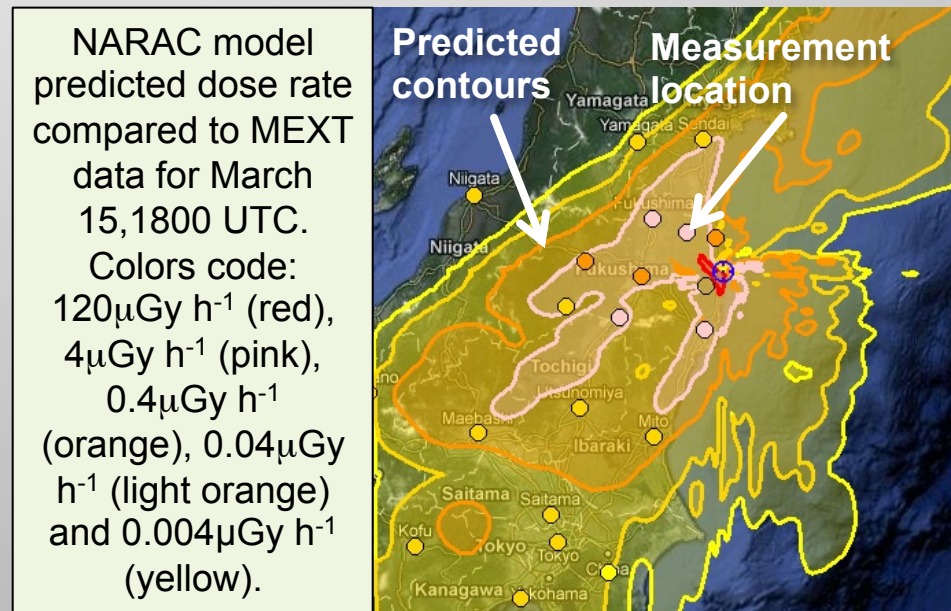 NARAC model
predicted dose rate
compared to MEXT
data for March
15,1800 UTC.
Colors code:
120μGy h-1 (red),
4μGy h-1 (pink),
0.4μGy h-1
(orange), 0.04μGy
h-1 (light orange)
and 0.004μGy h-1
(yellow).
Predicted
contours
Measurement
location
Yamagata
Yamagata Sendai
Niigata
Niigata
Fukushima
Fukushima
Tochigi
Utsunomiya
Maebashi
Mito
Ibaraki
Saitama
Saitama
Kofu
Tokyo
Tokyo
Kanagawa